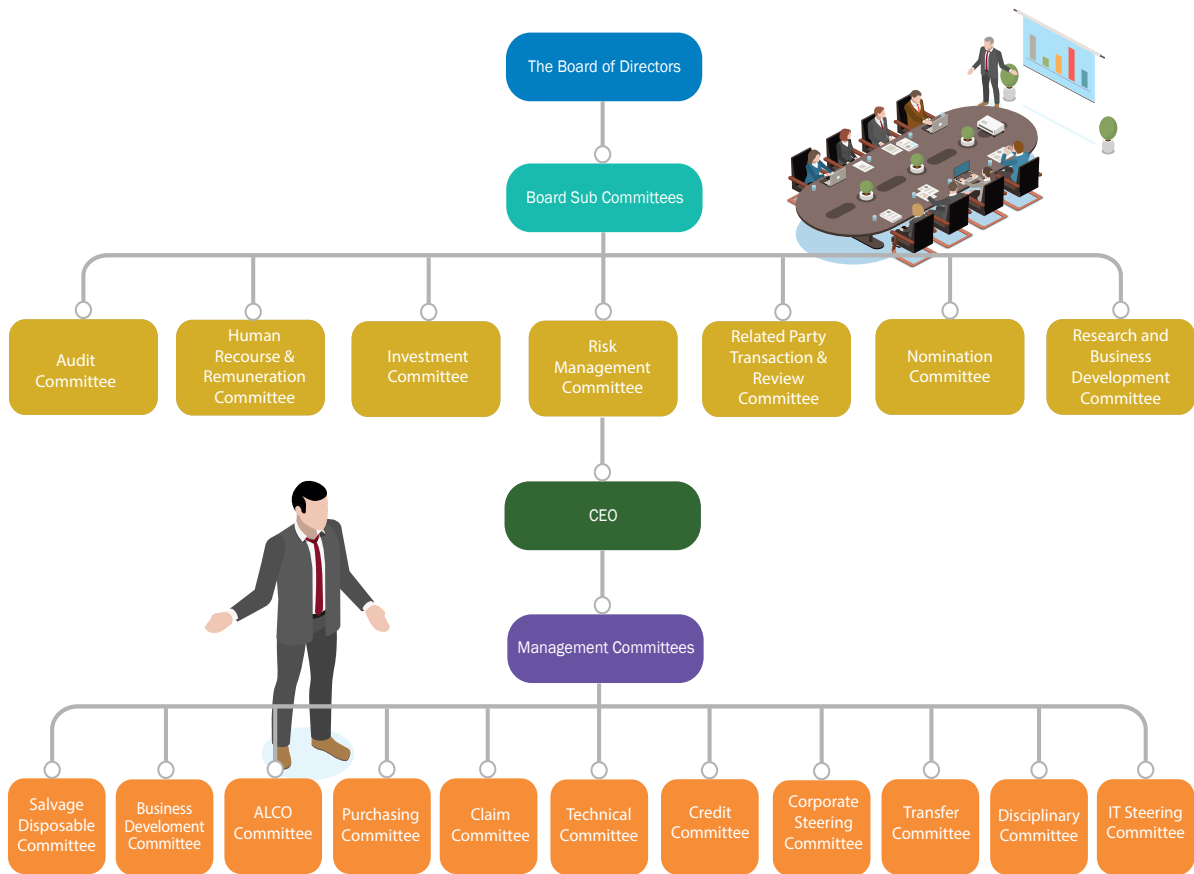 The Board of Directors
Board Sub Committees
Audit
Committee
Human
Recourse &
Remuneration
Committee
Investment
Committee
Risk
Management
Committee
Related Party
Transaction &
Review
Committee
Nomination
Committee
Research and
Business
Development
Committee
CEO
Management Committees
Salvage
Disposable
Committee
Business
Develoment
Committee
ALCO
Committee
Purchasing
Committee
Claim
Committee
Technical
Committee
Credit
Committee
Corporate
Steering
Committee
Transfer
Committee
Disciplinary
Committee
IT Steering
Committee